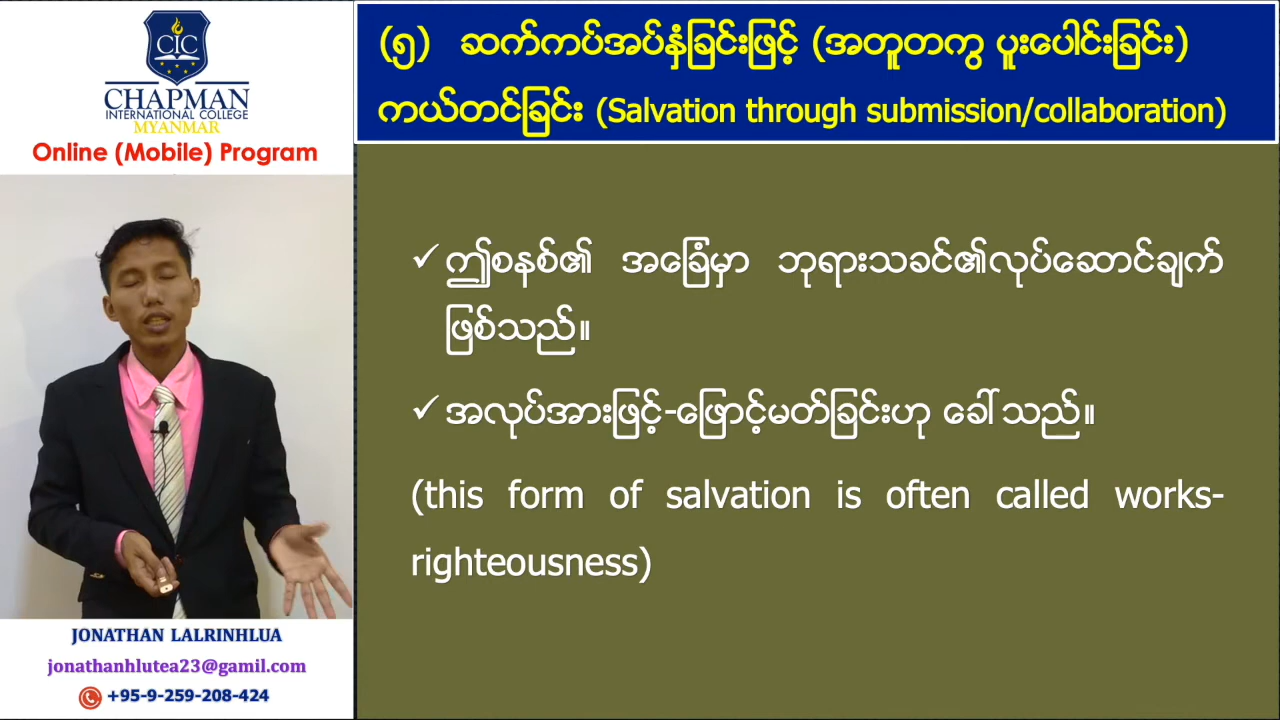 CIC
CHAPMAN
INTERNATIONAL COLLEGE
MYANMAR
Online (Mobile) Program
JONATHAN LALRINHLUA
jonathanhlutea23@gamil.com
+95-9-259-208-424
(၅) ဆက်ကပ်အပ်နှံခြင်းဖြင့် (အတူတကွ ပူးပေါင်းခြင်း)
ကယ်တင်ခြင်း (Salvation through submission/collaboration)
✓ ဤစနစ်၏ အခြေံမှာ ဘုရားသခင်၏လုပ်ဆောင်ချက်
ဖြစ်သည်။
✓ အလုပ်အားဖြင့်-ဖြောင့်မတ်ခြင်းဟု ခေါ်သည်။
(this form of salvation is often called works-
righteousness)